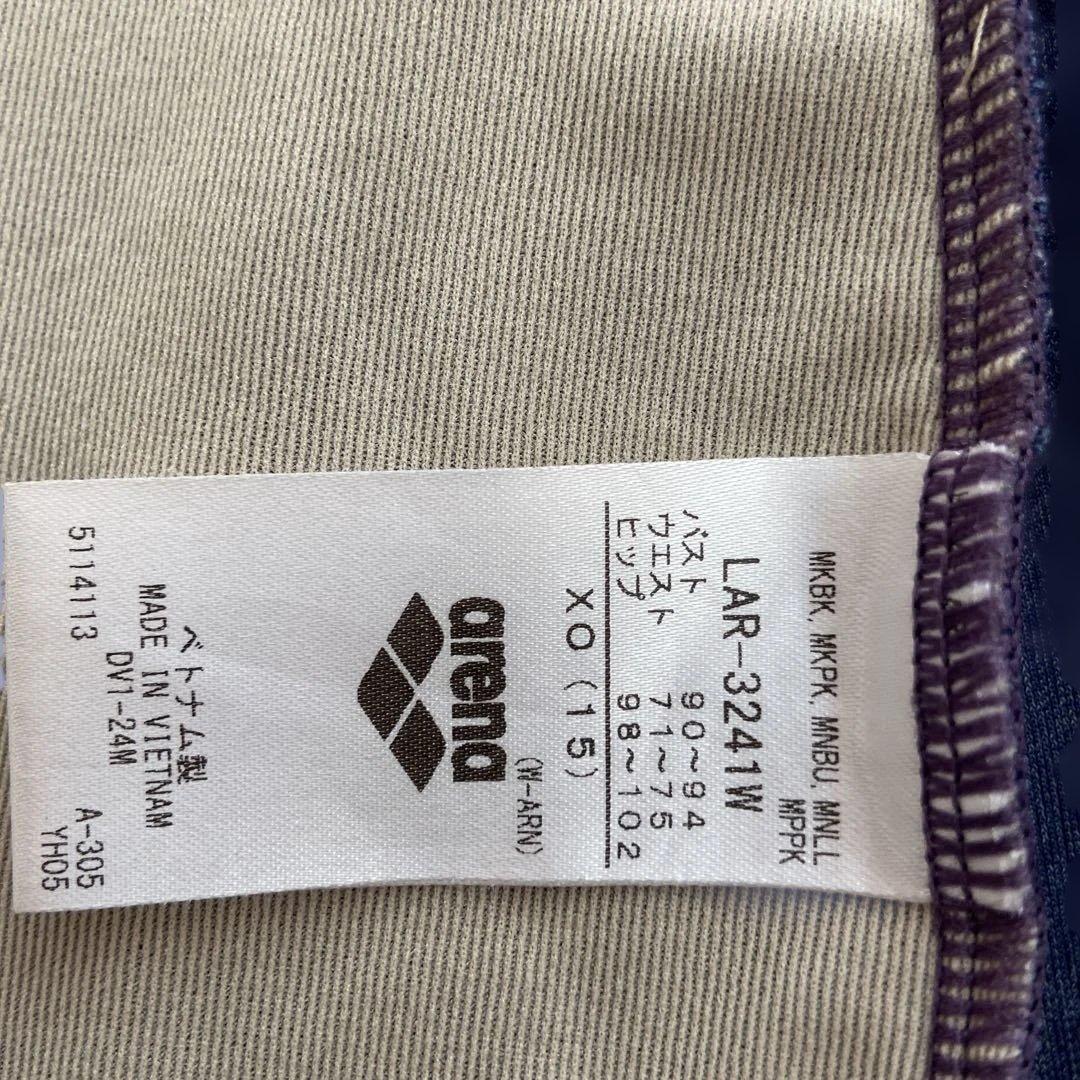 MKBK, MKPK, MNBU, MNLL
MPPK
LAR-3241W
バスト 90~94
ウエスト 71~75
ヒップ 98~102
XO (15)
(W-ARN)
arena
ベトナム製
MADE IN VIETNAM
DV1-24M
5114113 A-305
YH05